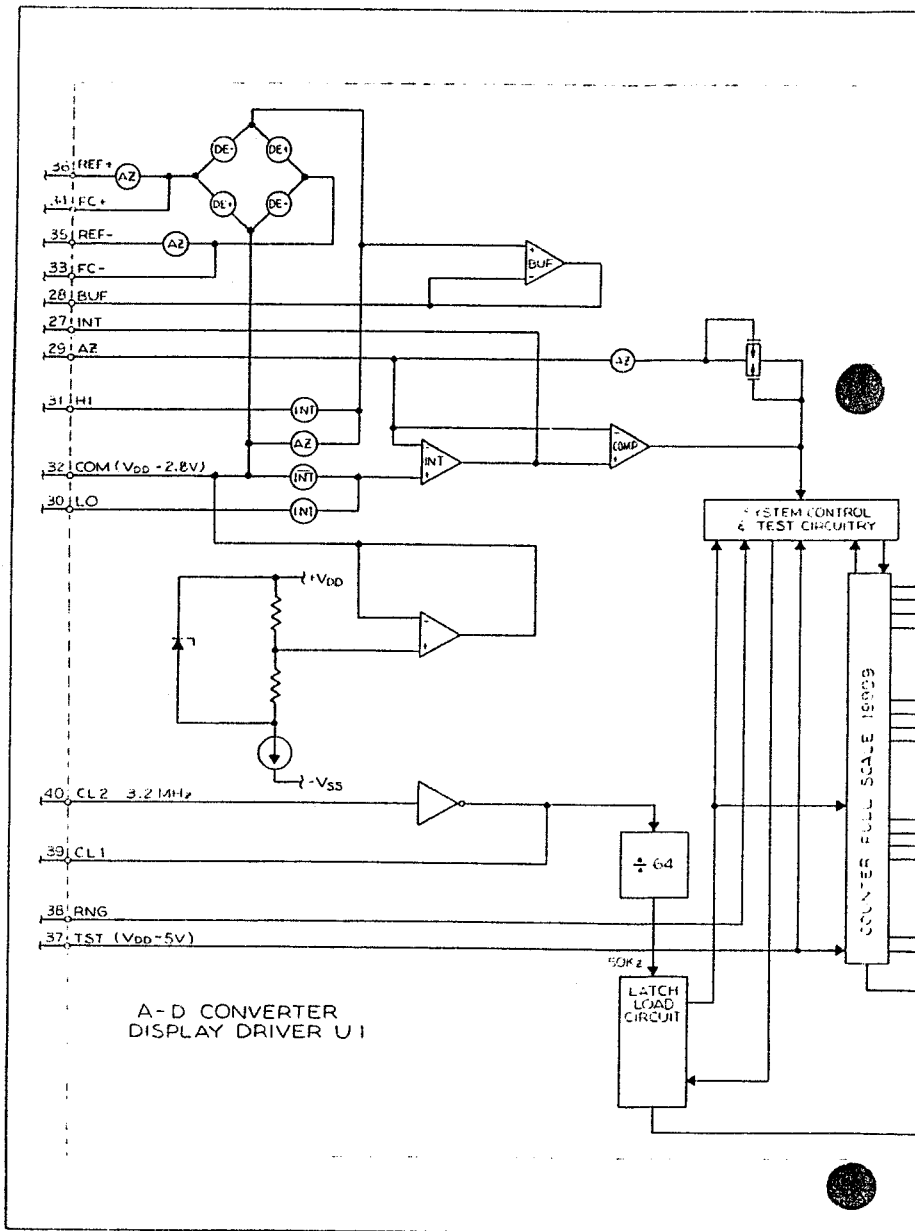 DE- DE+
36 REF+ AZ
34 FC+
DE+ DE-
35 REF- AZ
33 FC-
BUF + -
28 BUF
27 INT
29 AZ AZ
31 HI INT
AZ - INT + - COMP +
32 COM (VDD -2.8V) INT
30 LO INT
SYSTEM CONTROL
& TEST CIRCUITRY
+VDD
- +
COUNTER FULL SCALE 19999
-VSS
40 CL2 3.2 MHz
÷ 64
39 CL1
38 RNG
37 TST (VDD-5V)
50Kz
LATCH
LOAD
CIRCUIT
A-D CONVERTER
DISPLAY DRIVER U1